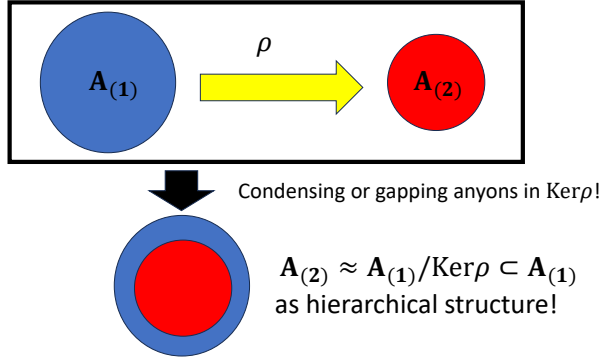 ρ
𝐀₍₁₎ 𝐀₍₂₎
Condensing or gapping anyons in Kerρ!
𝐀₍₂₎ ≈ 𝐀₍₁₎/Kerρ ⊂ 𝐀₍₁₎
as hierarchical structure!